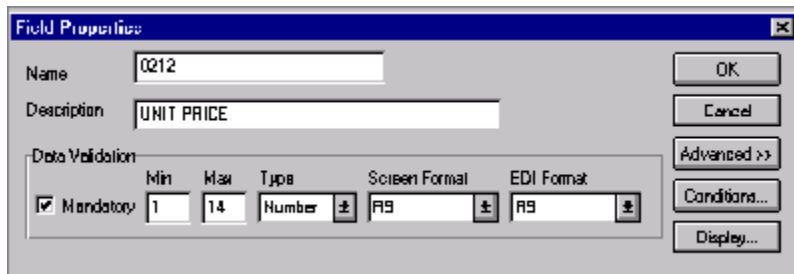 Field Properties
Name
0212
OK
Description
UNIT PRICE
Cancel
Data Validation
Advanced >>
Min Max Type Screen Format EDI Format
Mandatory 1 14 Number R9 R9
Conditions...
Display...